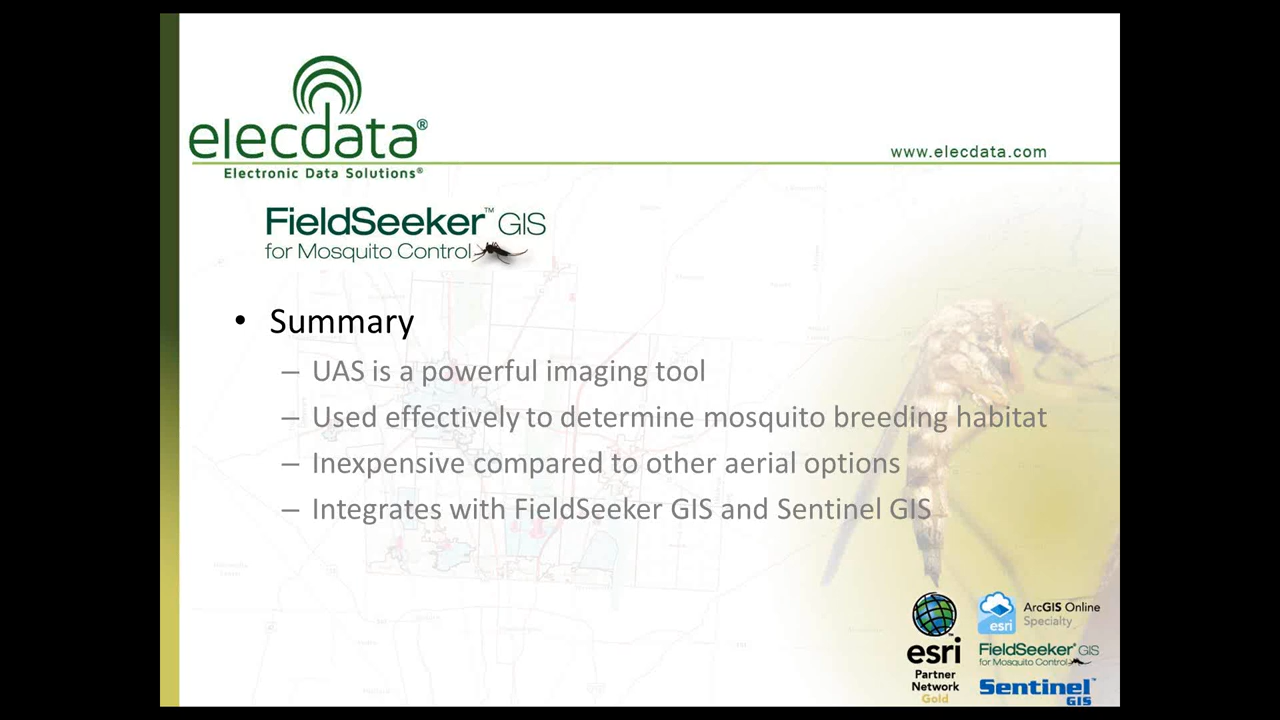 elecdata®
Electronic Data Solutions®
www.elecdata.com
FieldSeeker™ GIS
for Mosquito Control
• Summary
– UAS is a powerful imaging tool
– Used effectively to determine mosquito breeding habitat
– Inexpensive compared to other aerial options
– Integrates with FieldSeeker GIS and Sentinel GIS
esri
Partner
Network
Gold
esri
ArcGIS Online
Specialty
FieldSeeker® GIS
for Mosquito Control
Sentinel™
GIS